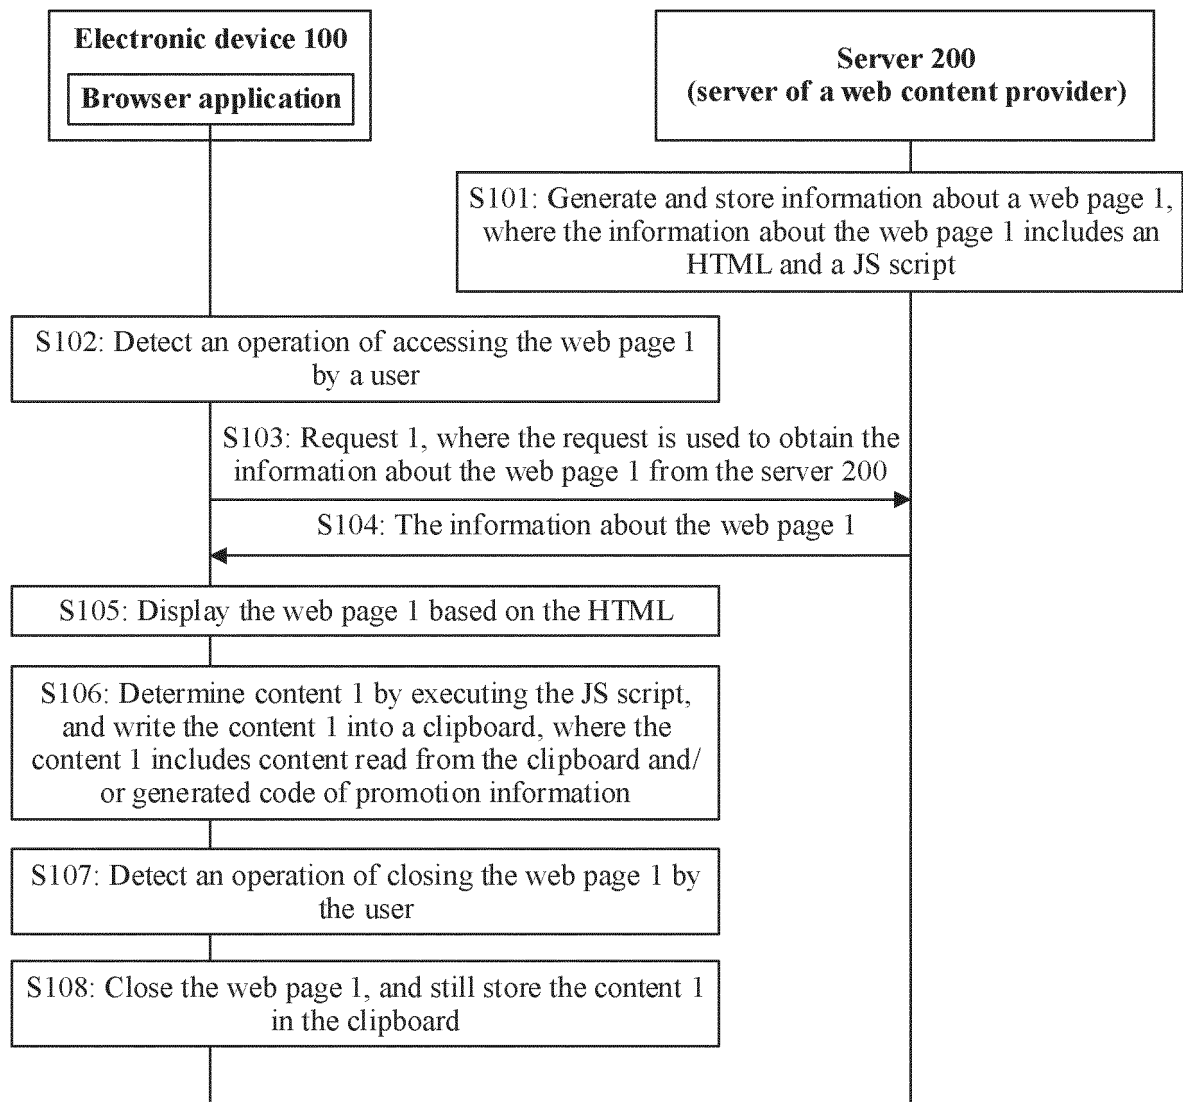 Electronic device 100
Browser application
Server 200
(server of a web content provider)
S101: Generate and store information about a web page 1,
where the information about the web page 1 includes an
HTML and a JS script
S102: Detect an operation of accessing the web page 1
by a user
S103: Request 1, where the request is used to obtain the
information about the web page 1 from the server 200
S104: The information about the web page 1
S105: Display the web page 1 based on the HTML
S106: Determine content 1 by executing the JS script,
and write the content 1 into a clipboard, where the
content 1 includes content read from the clipboard and/
or generated code of promotion information
S107: Detect an operation of closing the web page 1 by
the user
S108: Close the web page 1, and still store the content 1
in the clipboard